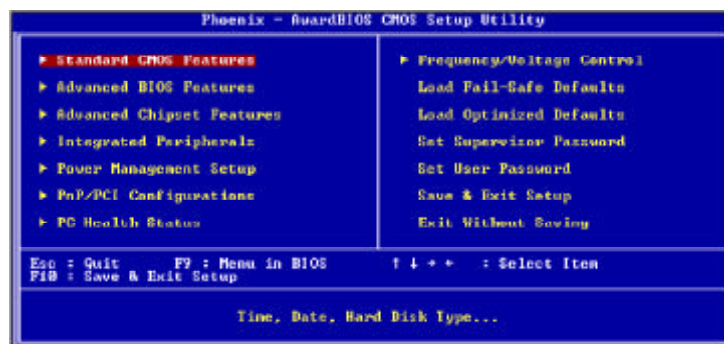 Phoenix - AwardBIOS CMOS Setup Utility
▶ Standard CMOS Features
▶ Advanced BIOS Features
▶ Advanced Chipset Features
▶ Integrated Peripherals
▶ Power Management Setup
▶ PnP/PCI Configurations
▶ PC Health Status
▶ Frequency/Voltage Control
Load Fail-Safe Defaults
Load Optimized Defaults
Set Supervisor Password
Set User Password
Save & Exit Setup
Exit Without Saving
Esc : Quit F9 : Menu in BIOS ↑ ↓ → ← : Select Item
F10 : Save & Exit Setup
Time, Date, Hard Disk Type...